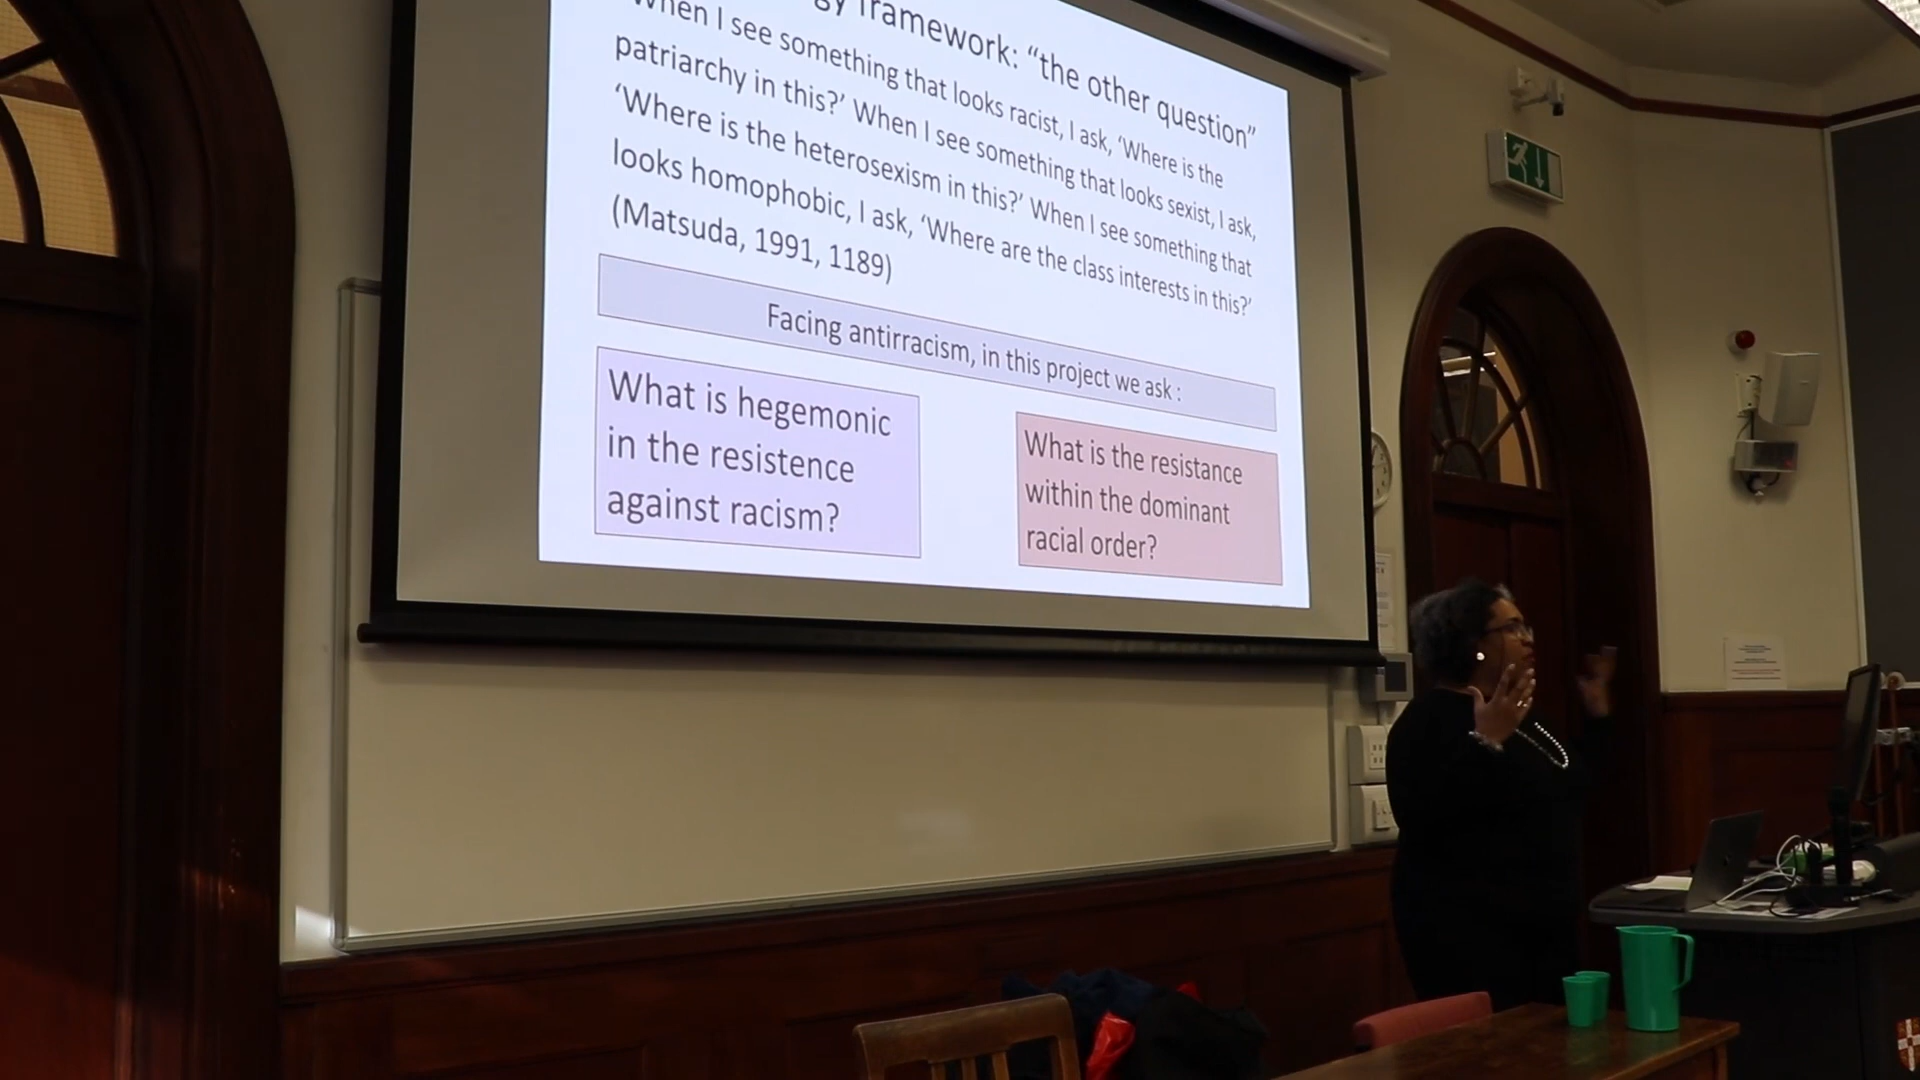 framework: “the other question”
When I see something that looks racist, I ask, ‘Where is the
patriarchy in this?’ When I see something that looks sexist, I ask,
‘Where is the heterosexism in this?’ When I see something that
looks homophobic, I ask, ‘Where are the class interests in this?’
(Matsuda, 1991, 1189)
Facing antirracism, in this project we ask :
What is hegemonic
in the resistence
against racism?
What is the resistance
within the dominant
racial order?